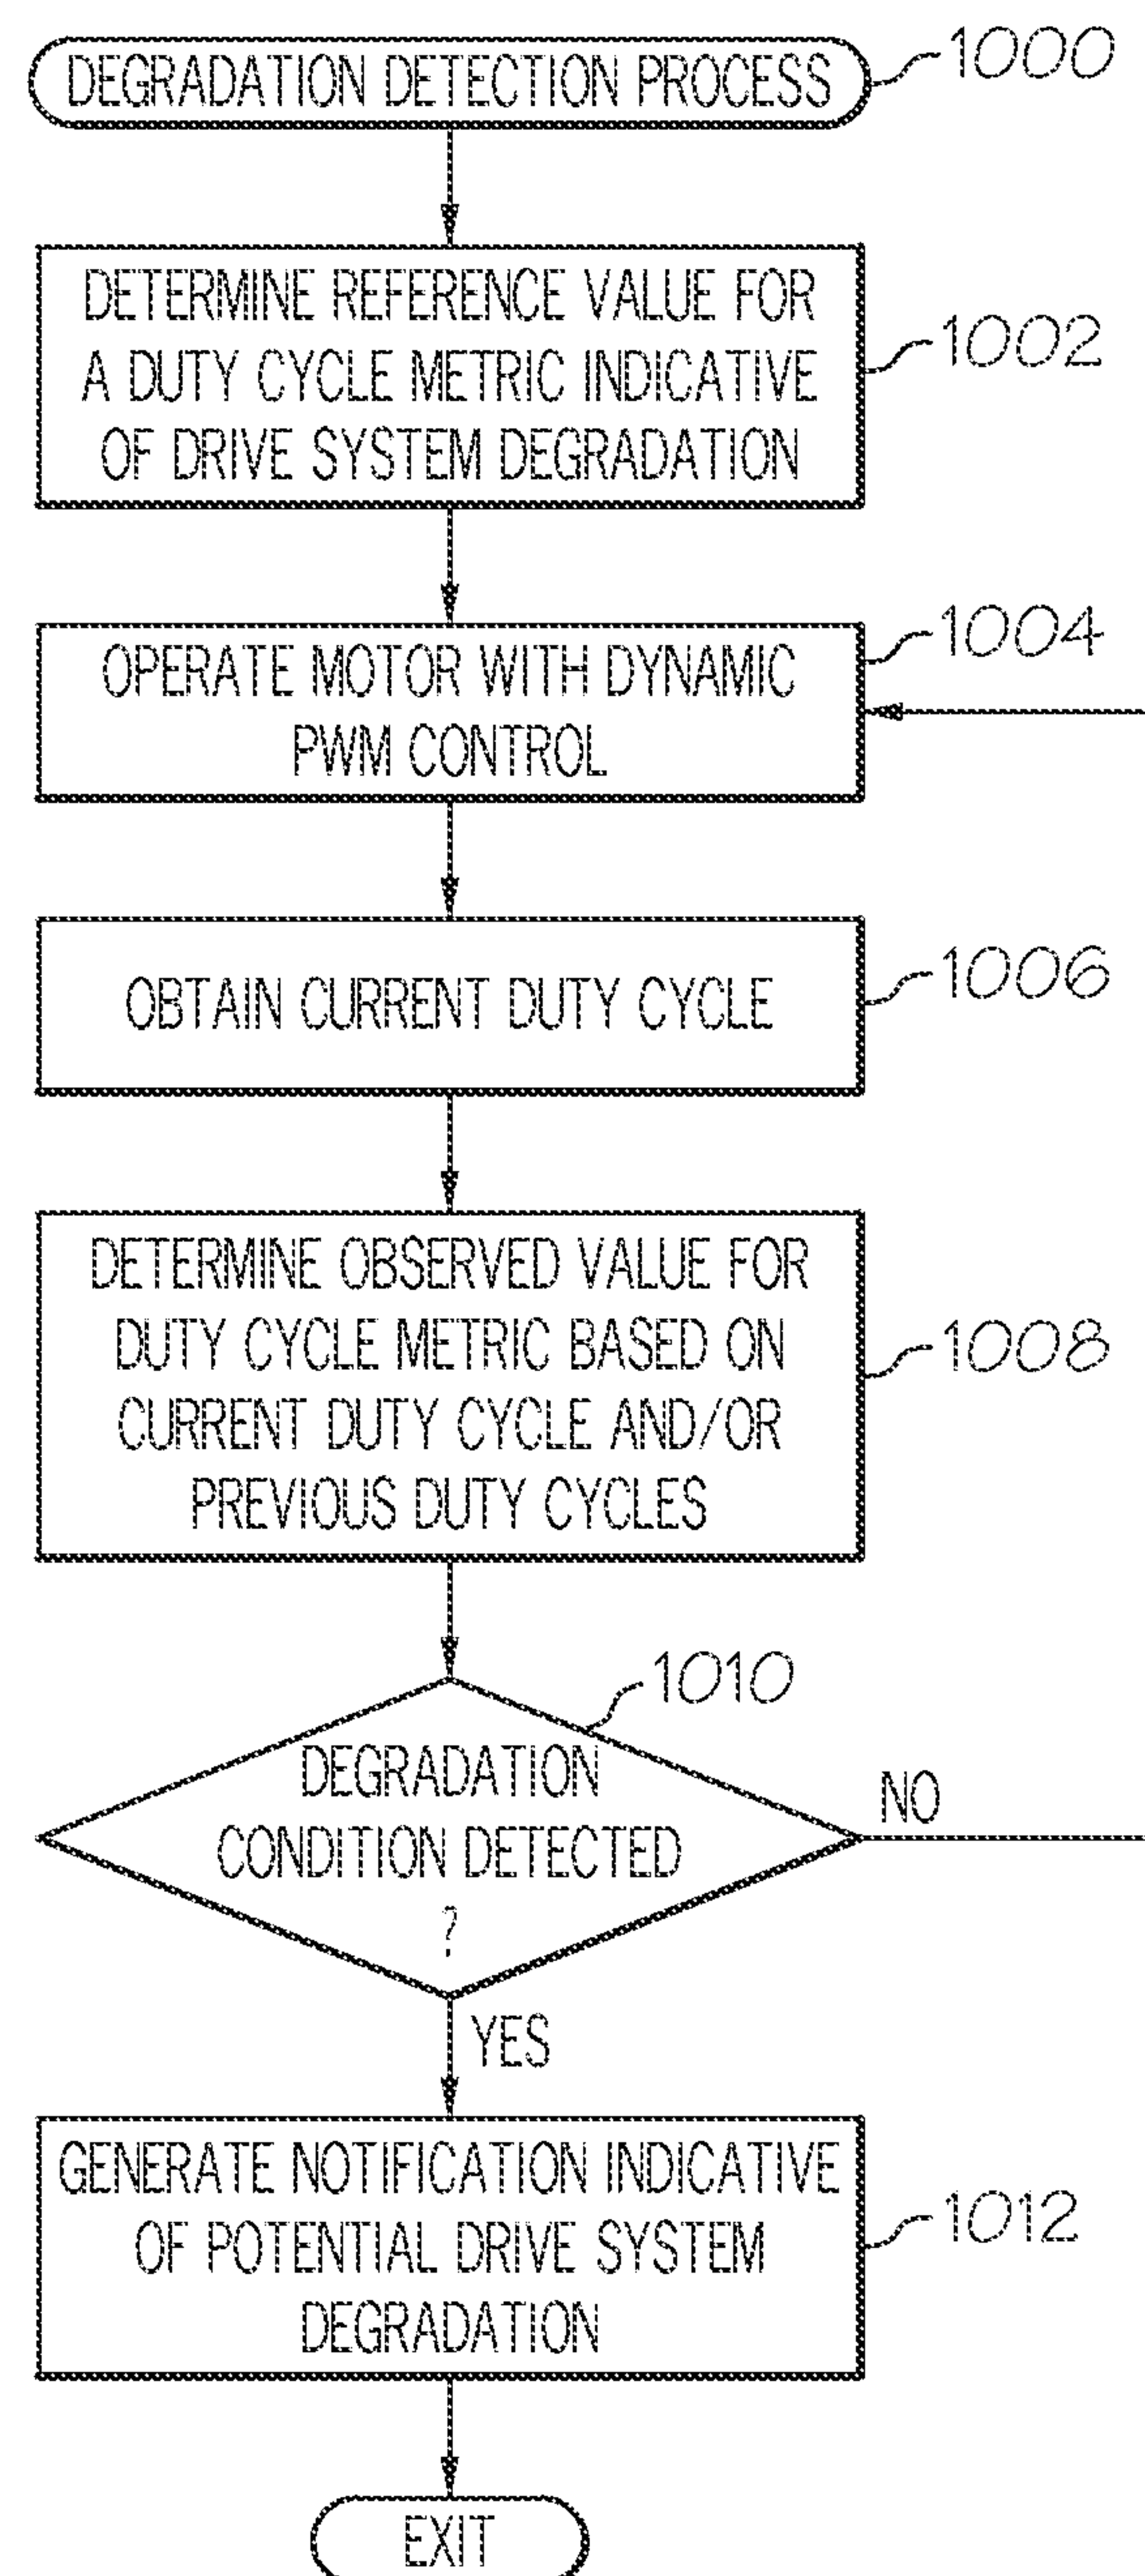 DEGRADATION DETECTION PROCESS
1000
DETERMINE REFERENCE VALUE FOR
A DUTY CYCLE METRIC INDICATIVE
OF DRIVE SYSTEM DEGRADATION
1002
OPERATE MOTOR WITH DYNAMIC
PWM CONTROL
1004
OBTAIN CURRENT DUTY CYCLE
1006
DETERMINE OBSERVED VALUE FOR
DUTY CYCLE METRIC BASED ON
CURRENT DUTY CYCLE AND/OR
PREVIOUS DUTY CYCLES
1008
1010
DEGRADATION
CONDITION DETECTED
?
NO
YES
GENERATE NOTIFICATION INDICATIVE
OF POTENTIAL DRIVE SYSTEM
DEGRADATION
1012
EXIT